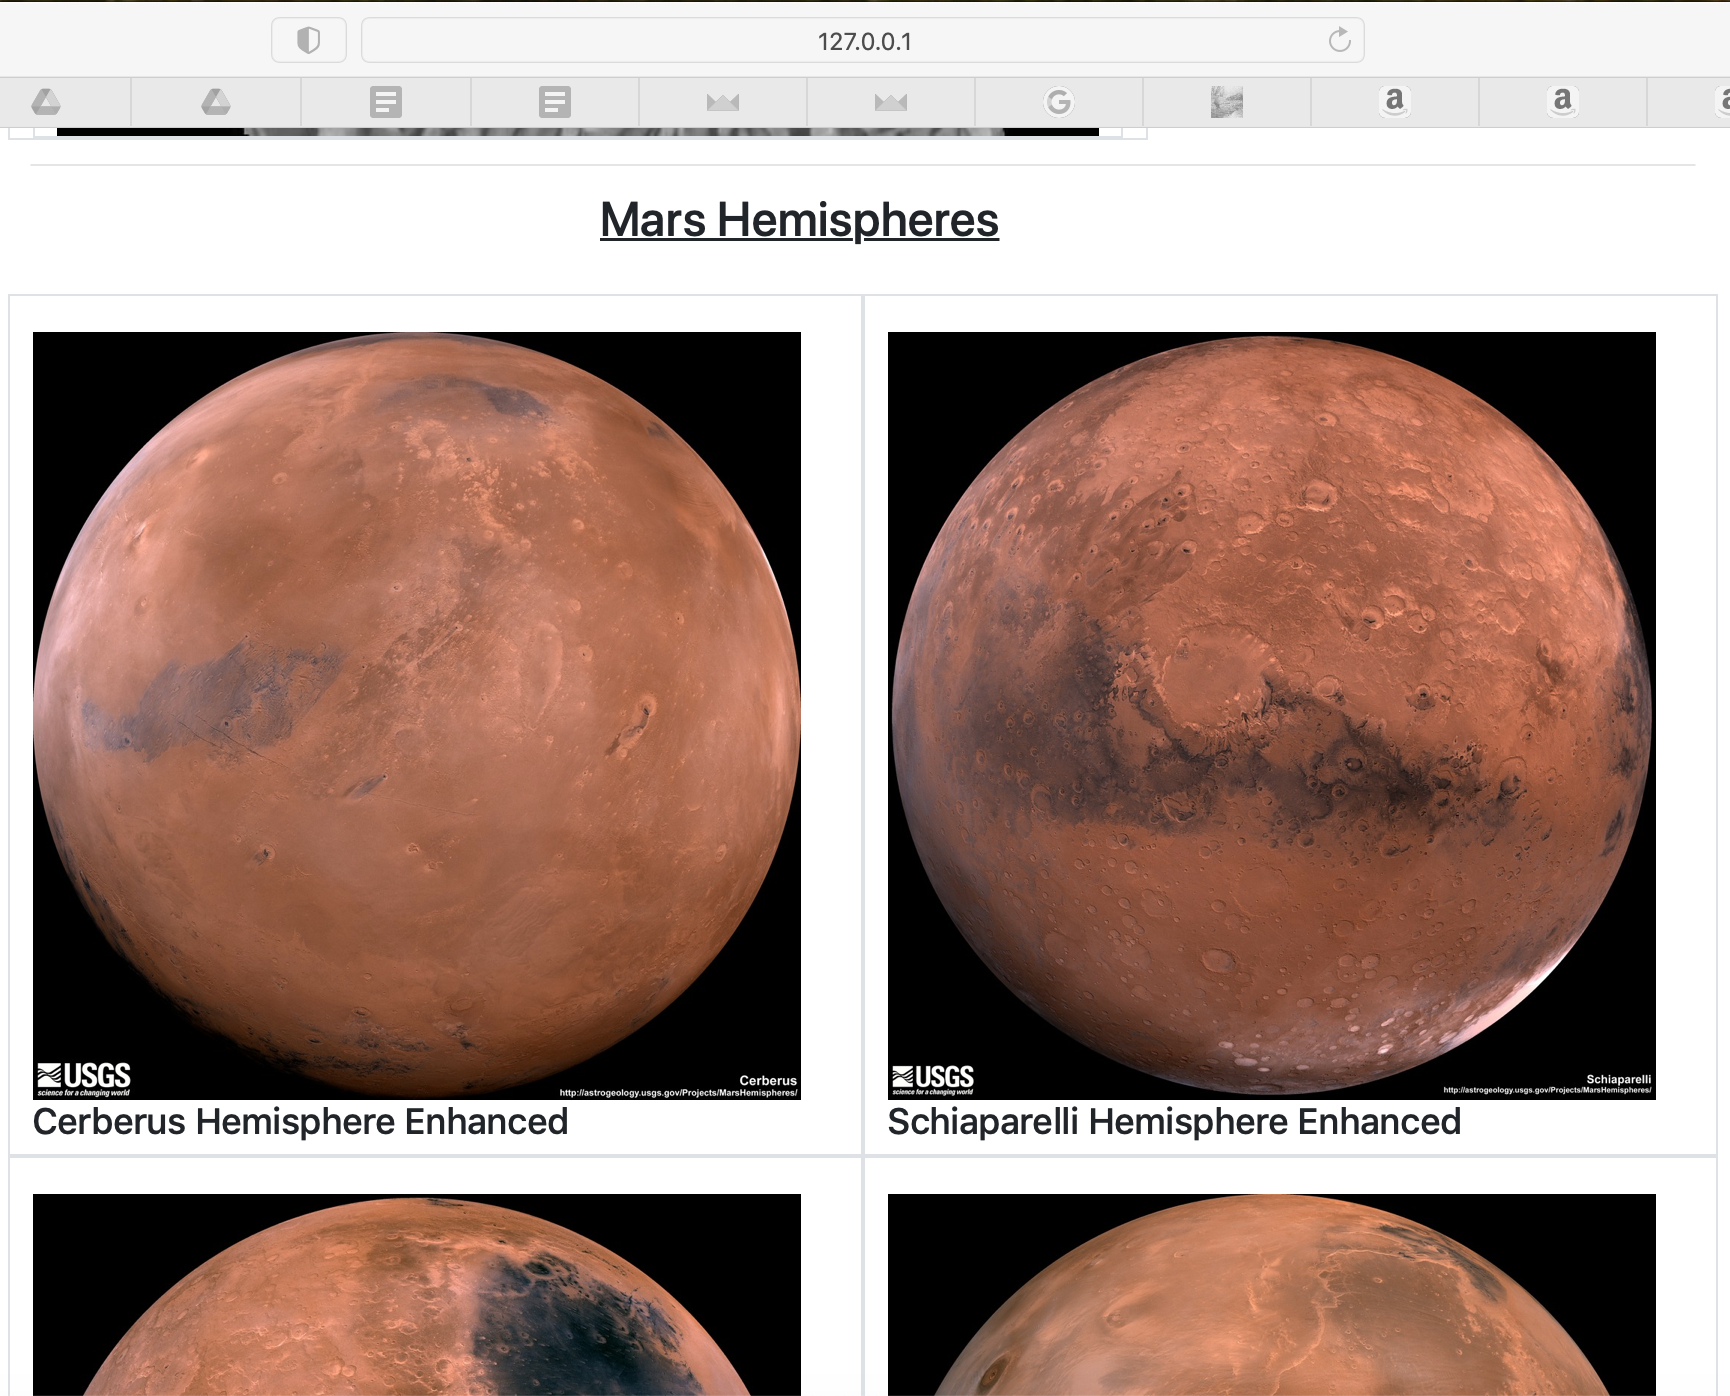 127.0.0.1
G
a
a
a
Mars Hemispheres
USGS
science for a changing world
Cerberus
http://astrogeology.usgs.gov/Projects/MarsHemispheres/
USGS
science for a changing world
Schiaparelli
http://astrogeology.usgs.gov/Projects/MarsHemispheres/
Cerberus Hemisphere Enhanced
Schiaparelli Hemisphere Enhanced